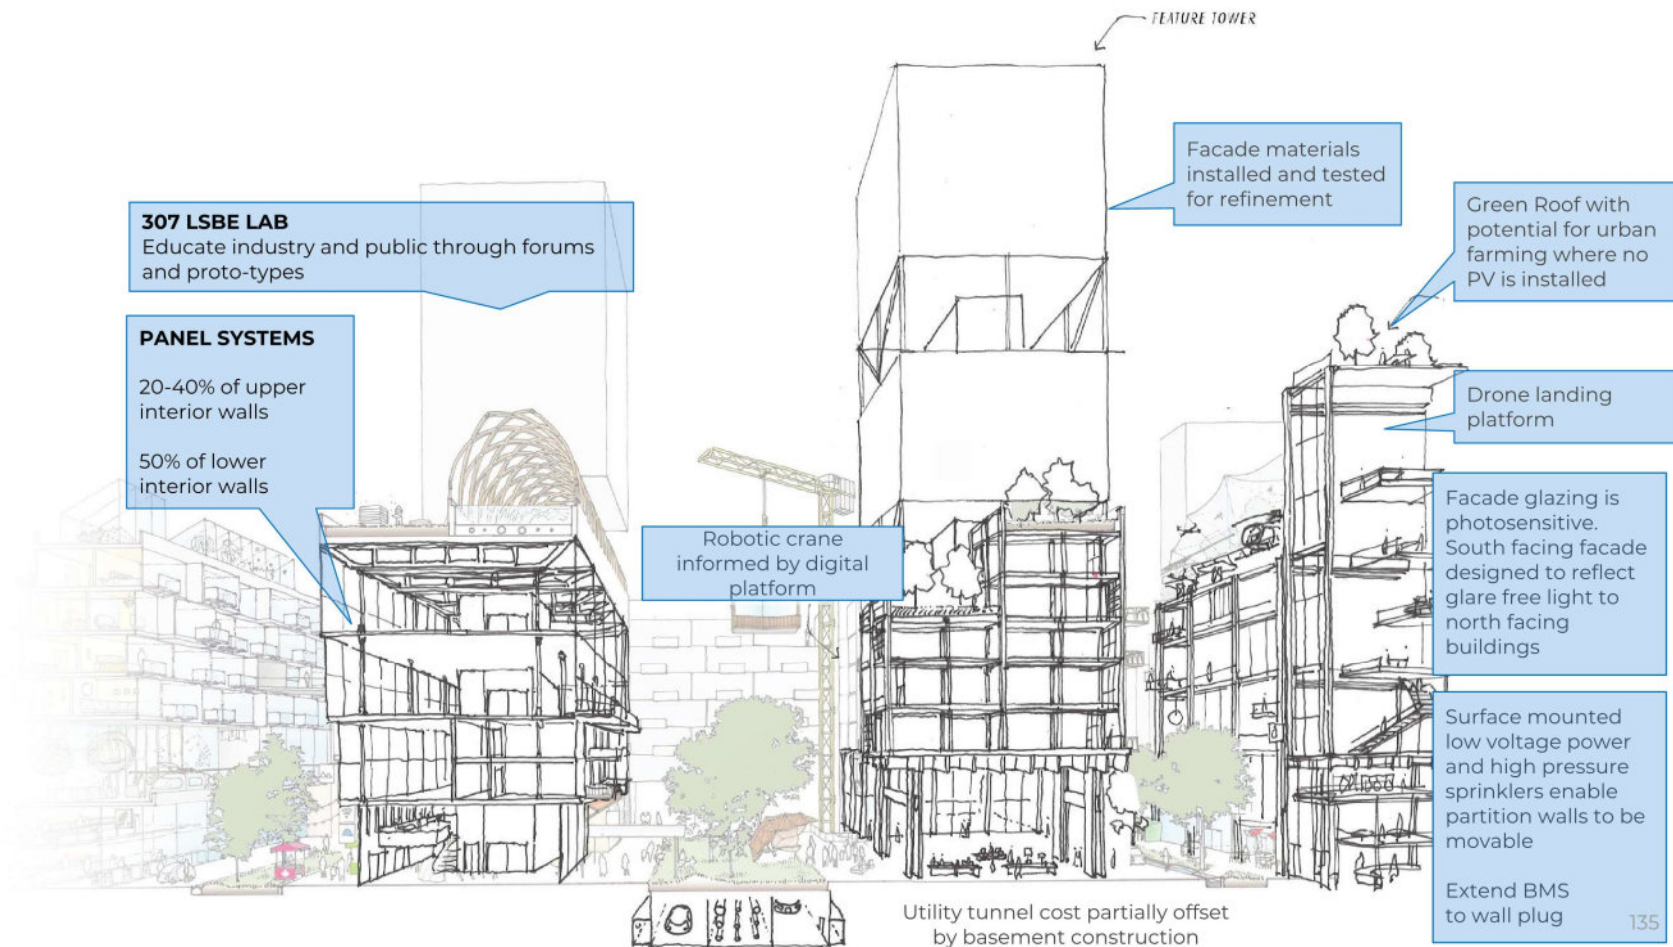 FEATURE TOWER
Facade materials
installed and tested
for refinement
307 LSBE LAB
Educate industry and public through forums
and proto-types
Green Roof with
potential for urban
farming where no
PV is installed
PANEL SYSTEMS
20-40% of upper
interior walls
50% of lower
interior walls
Drone landing
platform
Robotic crane
informed by digital
platform
Facade glazing is
photosensitive.
South facing facade
designed to reflect
glare free light to
north facing
buildings
Surface mounted
low voltage power
and high pressure
sprinklers enable
partition walls to be
movable
Extend BMS
to wall plug
Utility tunnel cost partially offset
by basement construction
135